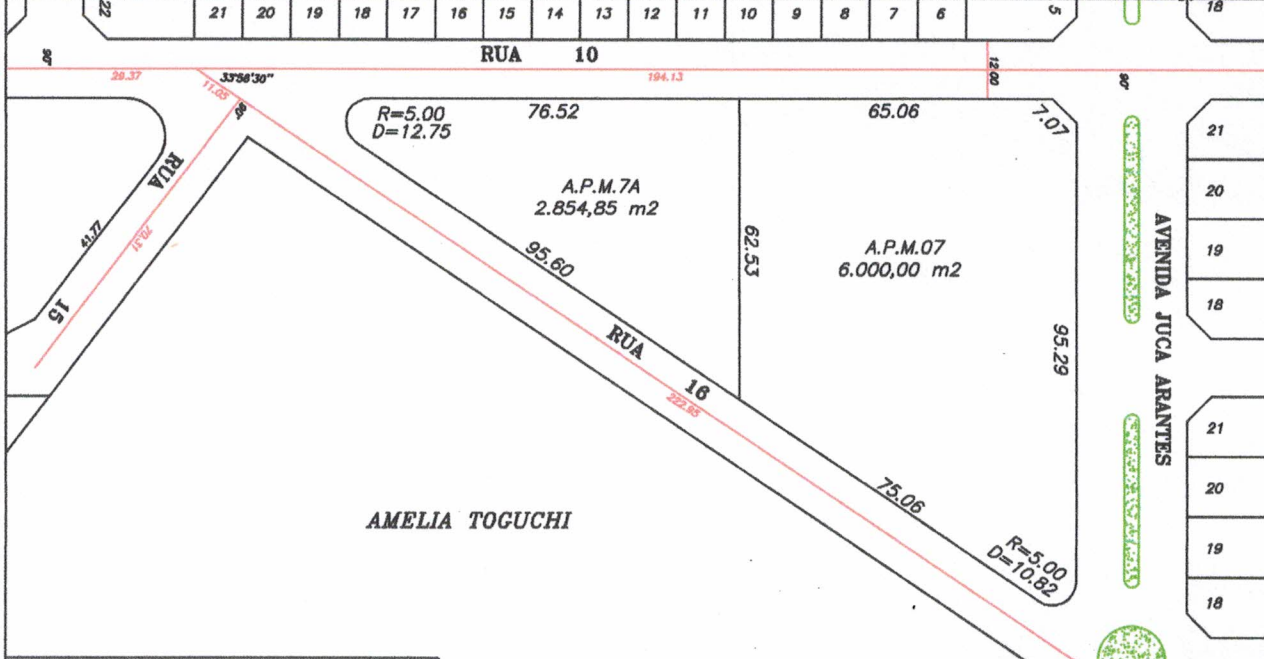 22
21 20 19 18 17 16 15 14 13 12 11 10 9 8 7 6
5
18
RUA 10
90°
29.37
33°56'30"
194.13
12.00
90°
11.05
90°
R=5.00
D=12.75
76.52
65.06
7.07
21
RUA
15
41.77
70.31
A.P.M.7A
2.854,85 m2
20
95.60
62.53
A.P.M.07
6.000,00 m2
19
18
AVENIDA JUCA ARANTES
RUA 16
222.95
95.29
21
75.06
20
AMELIA TOGUCHI
R=5.00
D=10.82
19
18